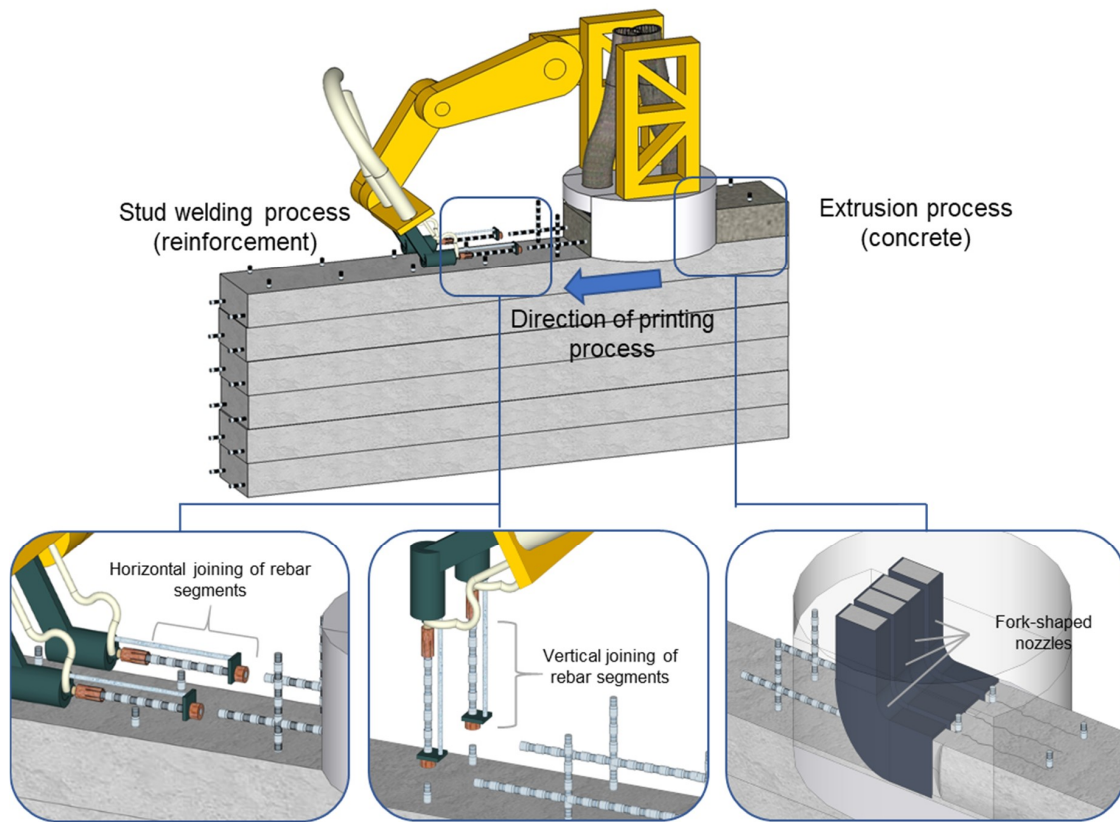 Stud welding process
(reinforcement)
Extrusion process
(concrete)
Direction of printing
process
Horizontal joining of rebar
segments
Vertical joining of
rebar segments
Fork-shaped
nozzles